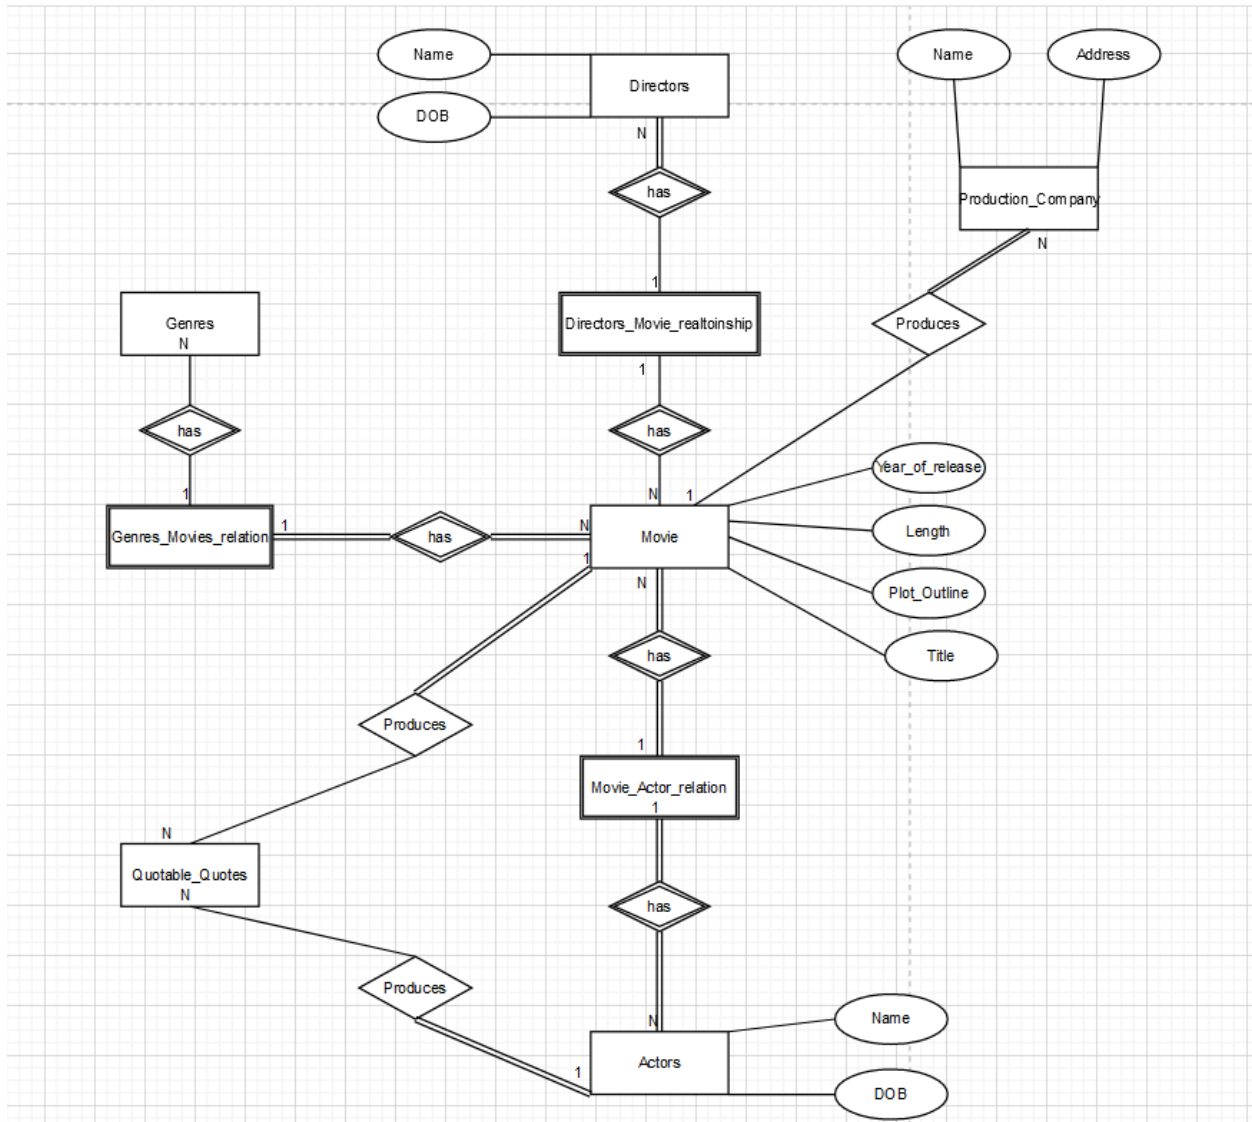 Name
Directors
Name
Address
DOB
N
has
Production_Company
N
1
Genres
N
Directors_Movie_realtoinship
Produces
1
has
has
Year_of_release
1
N
1
Genres_Movies_relation
1
has
N
Movie
Length
1
N
Plot_Outline
has
Title
Produces
1
Movie_Actor_relation
1
N
Quotable_Quotes
N
has
Produces
Name
N
Actors
1
DOB